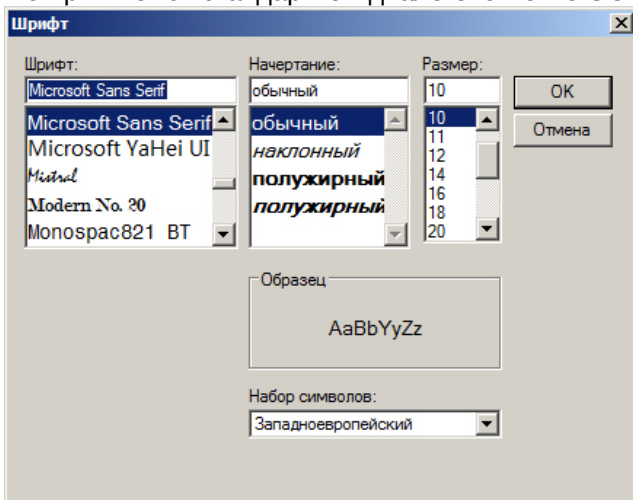 Шрифт
Шрифт:
Microsoft Sans Serif
Microsoft Sans Serif
Microsoft YaHei UI
Mistral
Modern No. 20
Monospac821 BT
Начертание:
обычный
обычный
наклонный
полужирный
полужирный
Размер:
10
10
11
12
14
16
18
20
OK
Отмена
Образец
AaBbYyZz
Набор символов:
Западноевропейский